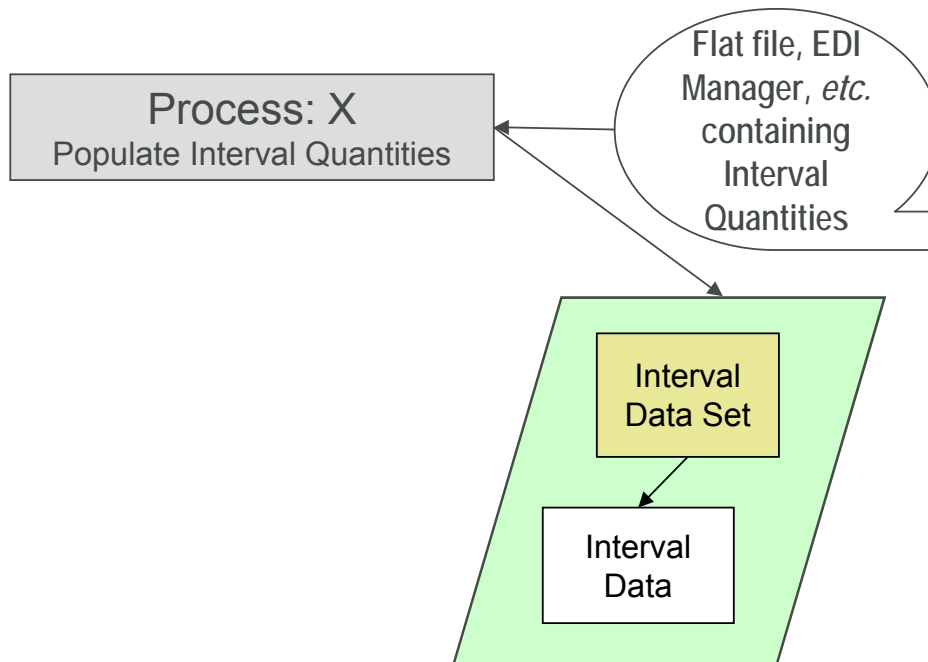 Process: X
Populate Interval Quantities
Flat file, EDI
Manager, etc.
containing
Interval
Quantities
Interval
Data Set
Interval
Data